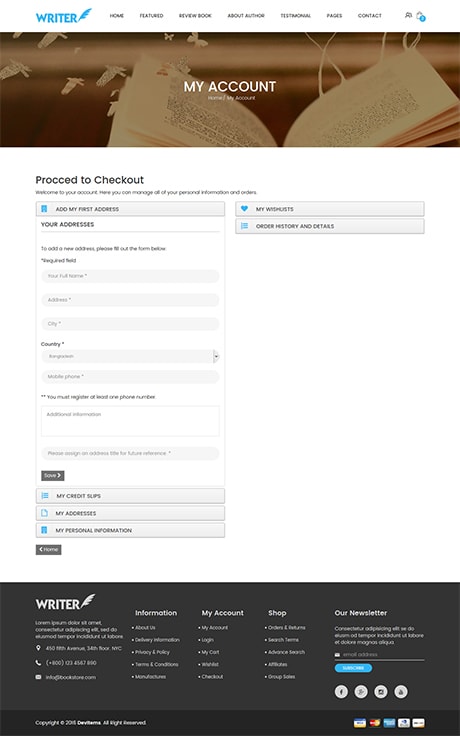 WRITER
HOME FEATURED REVIEW BOOK ABOUT AUTHOR TESTIMONIAL PAGES CONTACT
MY ACCOUNT
Home / My Account
Procced to Checkout
Welcome to your account. Here you can manage all of your personal information and orders.
ADD MY FIRST ADDRESS
YOUR ADDRESSES
To add a new address, please fill out the form below.
*Required field
Your Full Name *
Address *
City *
Country *
Bangladesh
Mobile phone *
** You must register at least one phone number
Additional information
Please assign an address title for future reference. *
Save
MY CREDIT SLIPS
MY ADDRESSES
MY PERSONAL INFORMATION
Home
MY WISHLISTS
ORDER HISTORY AND DETAILS
WRITER
Lorem ipsum dolor sit amet,
consectetur adipiscing elit, sed do
eiusmod tempor incididunt ut labore.
450 fifth Avenue, 34th floor. NYC
(+800) 123 4567 890
info@bookstore.com
Information
About Us
Delivery Information
Privacy & Policy
Terms & Conditions
Manufactures
My Account
My Account
Login
My Cart
Wishlist
Checkout
Shop
Orders & Returns
Search Terms
Advance Search
Affiliates
Group Sales
Our Newsletter
Consectetur adipisicing elit se do eiusm od
tempor incididunt ut labore et dolore
magnas aliqua.
email address
SUBSCRIBE
Copyright © 2016 Devitems. All Right Reserved.